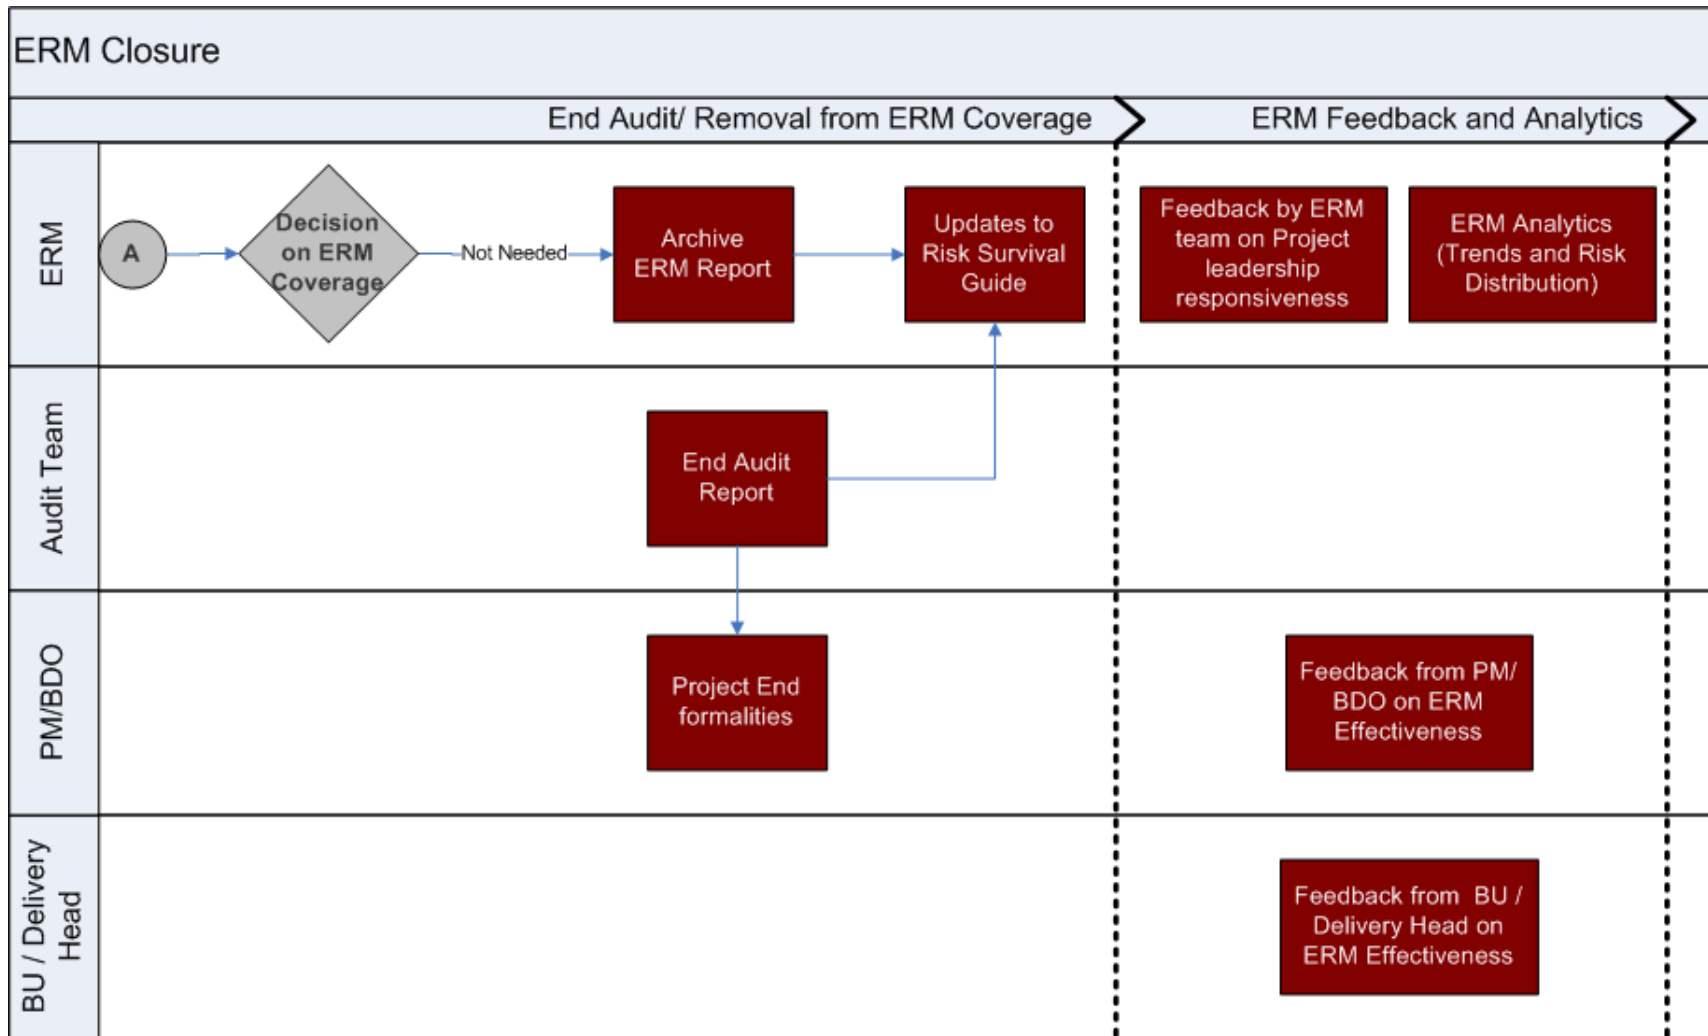 ERM Closure
End Audit/ Removal from ERM Coverage
ERM Feedback and Analytics
ERM
A
Decision
on ERM
Coverage
Not Needed
Archive
ERM Report
Updates to
Risk Survival
Guide
Feedback by ERM
team on Project
leadership
responsiveness
ERM Analytics
(Trends and Risk
Distribution)
Audit Team
End Audit
Report
PM/BDO
Project End
formalities
Feedback from PM/
BDO on ERM
Effectiveness
BU / Delivery
Head
Feedback from  BU /
Delivery Head on
ERM Effectiveness